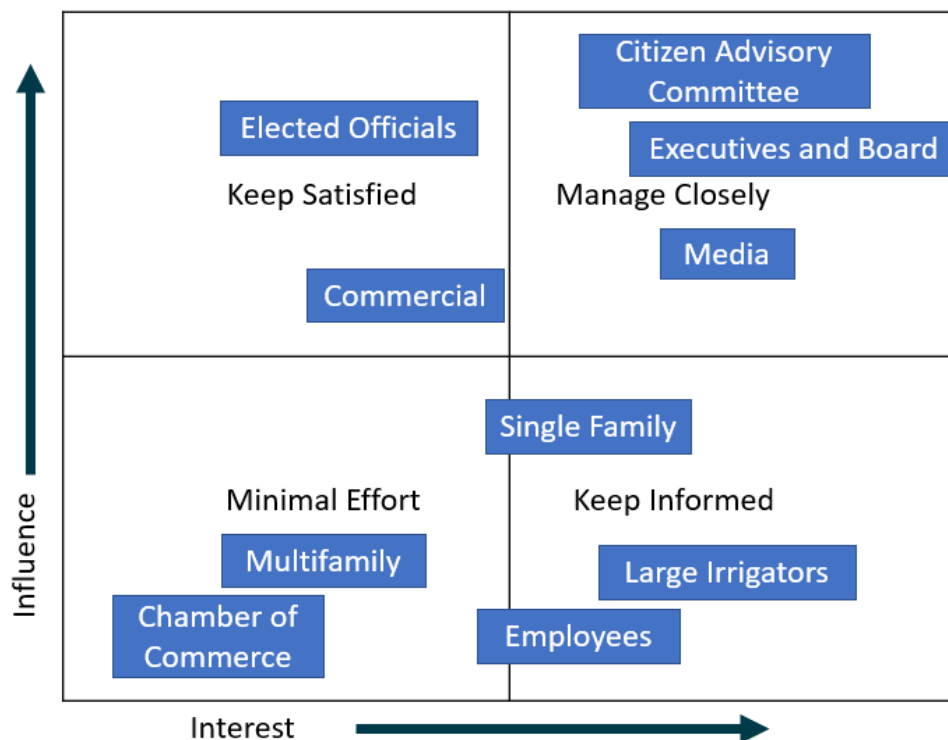 Citizen Advisory
Committee
Elected Officials
Executives and Board
Keep Satisfied
Manage Closely
Media
Commercial
Single Family
Minimal Effort
Keep Informed
Multifamily
Large Irrigators
Chamber of
Commerce
Employees
Influence
Interest